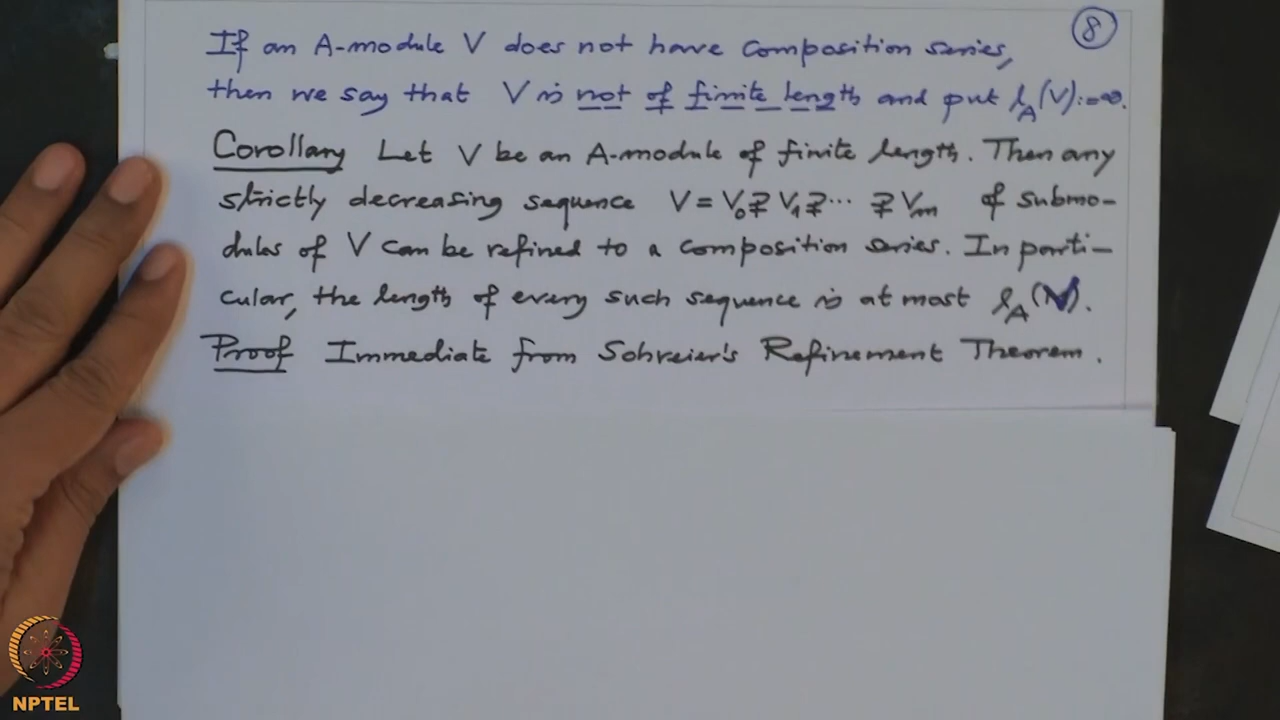 ⑧
If an A-module V does not have composition series,
then we say that V is not of finite length and put ℓ_A(V):=∞.
Corollary Let V be an A-module of finite length. Then any
strictly decreasing sequence V = V₀ ⊋ V₁ ⊋ ⋯ ⊋ Vₘ of submo-
dules of V can be refined to a composition series. In parti-
cular, the length of every such sequence is at most ℓ_A(V).
Proof Immediate from Schreier's Refinement Theorem.
NPTEL